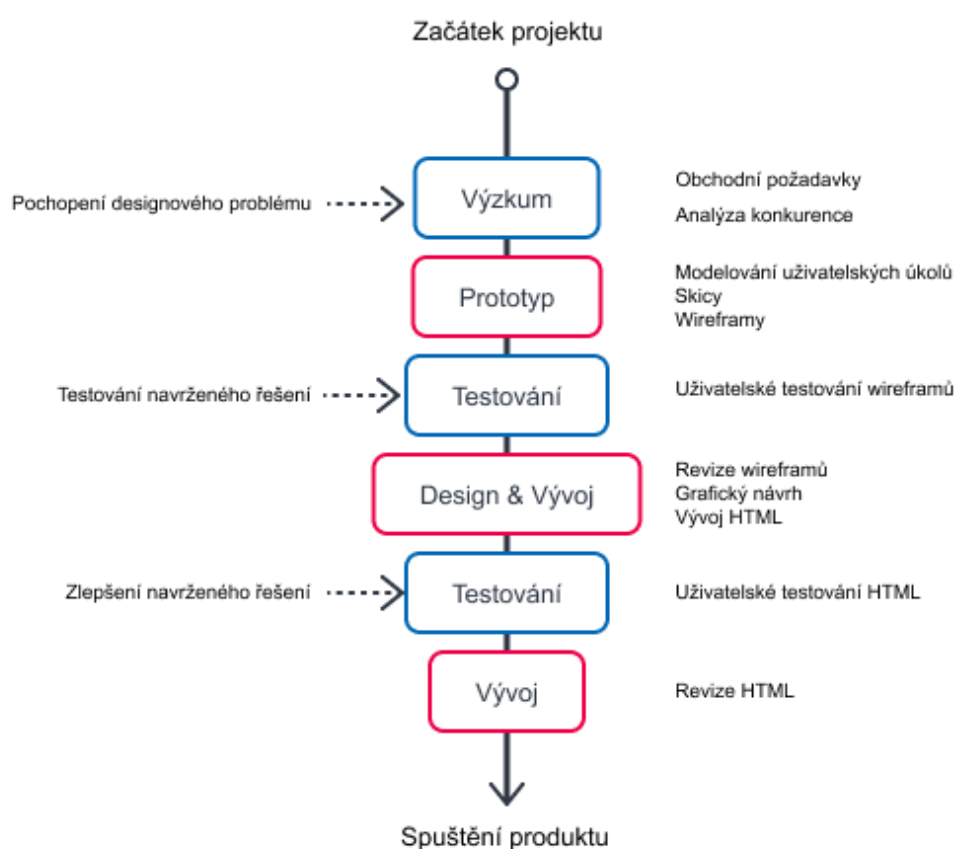 Začátek projektu
Pochopení designového problému
Výzkum
Obchodní požadavky
Analýza konkurence
Prototyp
Modelování uživatelských úkolů
Skicy
Wireframy
Testování navrženého řešení
Testování
Uživatelské testování wireframů
Design & Vývoj
Revize wireframů
Grafický návrh
Vývoj HTML
Zlepšení navrženého řešení
Testování
Uživatelské testování HTML
Vývoj
Revize HTML
Spuštění produktu